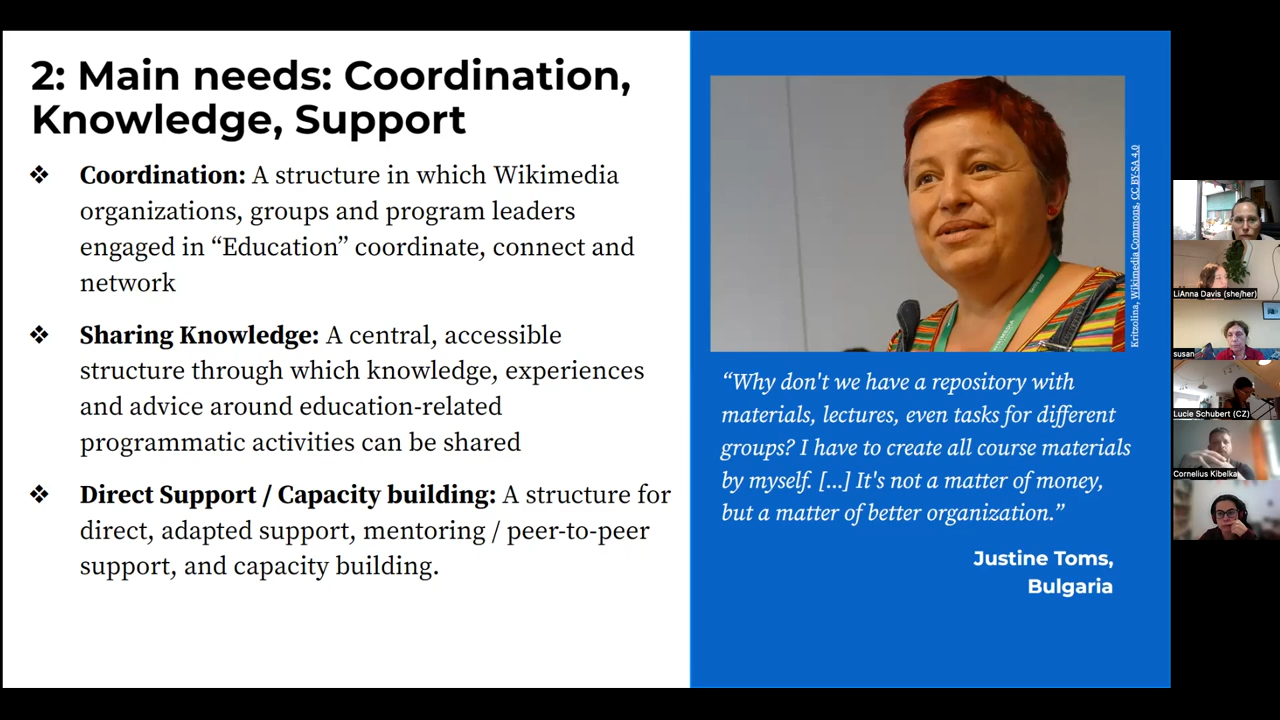 2: Main needs: Coordination,
Knowledge, Support
❖ Coordination: A structure in which Wikimedia
organizations, groups and program leaders
engaged in “Education” coordinate, connect and
network
❖ Sharing Knowledge: A central, accessible
structure through which knowledge, experiences
and advice around education-related
programmatic activities can be shared
❖ Direct Support / Capacity building: A structure for
direct, adapted support, mentoring / peer-to-peer
support, and capacity building.
Kritzolina, Wikimedia Commons, CC BY-SA 4.0
“Why don't we have a repository with
materials, lectures, even tasks for different
groups? I have to create all course materials
by myself. [...] It's not a matter of money,
but a matter of better organization.”
Justine Toms,
Bulgaria
LiAnna Davis (she/her)
susan
Lucie Schubert (CZ)
Cornelius Kibelka